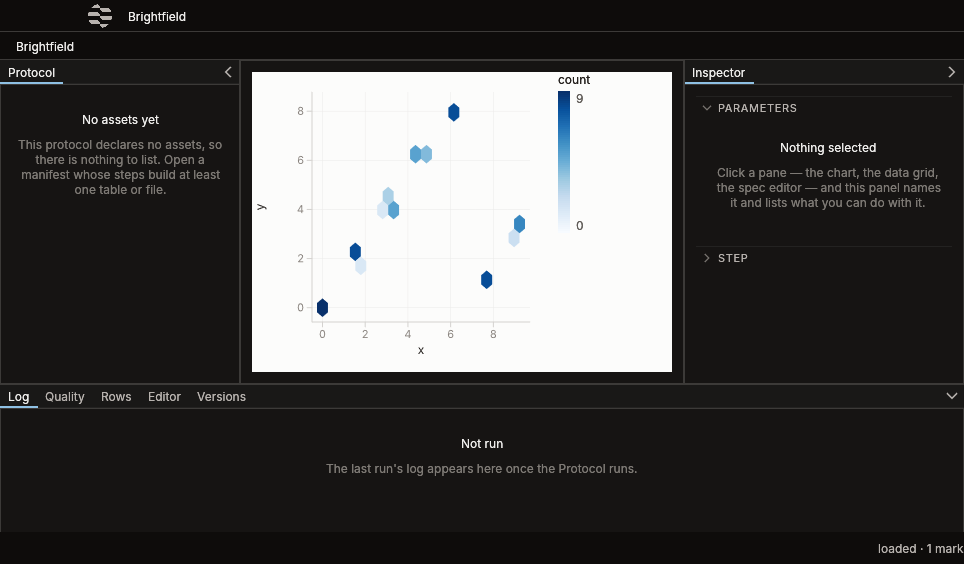 Brightfield
Brightfield
Protocol
No assets yet
This protocol declares no assets, so
there is nothing to list. Open a
manifest whose steps build at least
one table or file.
count
9
0
8
6
4
2
0
y
0 2 4 6 8
x
Inspector
PARAMETERS
Nothing selected
Click a pane — the chart, the data grid,
the spec editor — and this panel names
it and lists what you can do with it.
STEP
Log Quality Rows Editor Versions
Not run
The last run's log appears here once the Protocol runs.
loaded · 1 mark